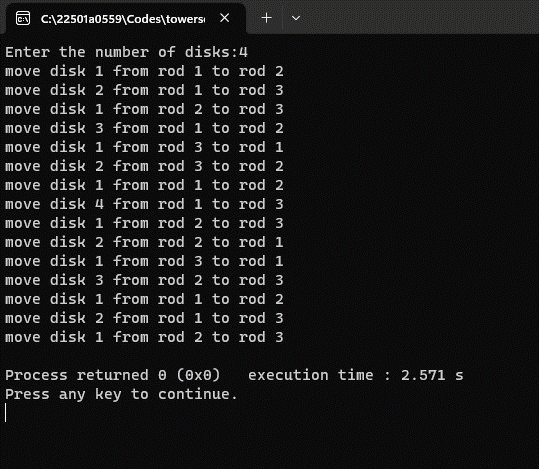 C:\22501a0559\Codes\towerso
Enter the number of disks:4
move disk 1 from rod 1 to rod 2
move disk 2 from rod 1 to rod 3
move disk 1 from rod 2 to rod 3
move disk 3 from rod 1 to rod 2
move disk 1 from rod 3 to rod 1
move disk 2 from rod 3 to rod 2
move disk 1 from rod 1 to rod 2
move disk 4 from rod 1 to rod 3
move disk 1 from rod 2 to rod 3
move disk 2 from rod 2 to rod 1
move disk 1 from rod 3 to rod 1
move disk 3 from rod 2 to rod 3
move disk 1 from rod 1 to rod 2
move disk 2 from rod 1 to rod 3
move disk 1 from rod 2 to rod 3
Process returned 0 (0x0)   execution time : 2.571 s
Press any key to continue.